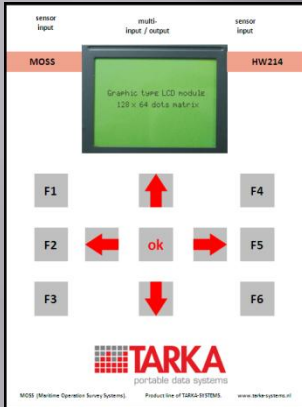 sensor input
multi-input / output
sensor input
MOSS
HW214
Graphic type LCD module
128 x 64 dots matrix
F1
F4
F2
ok
F5
F3
F6
TARKA
portable data systems
MOSS (Maritime Operation Survey Systems). Product line of TARKA-SYSTEMS. www.tarka-systems.nl